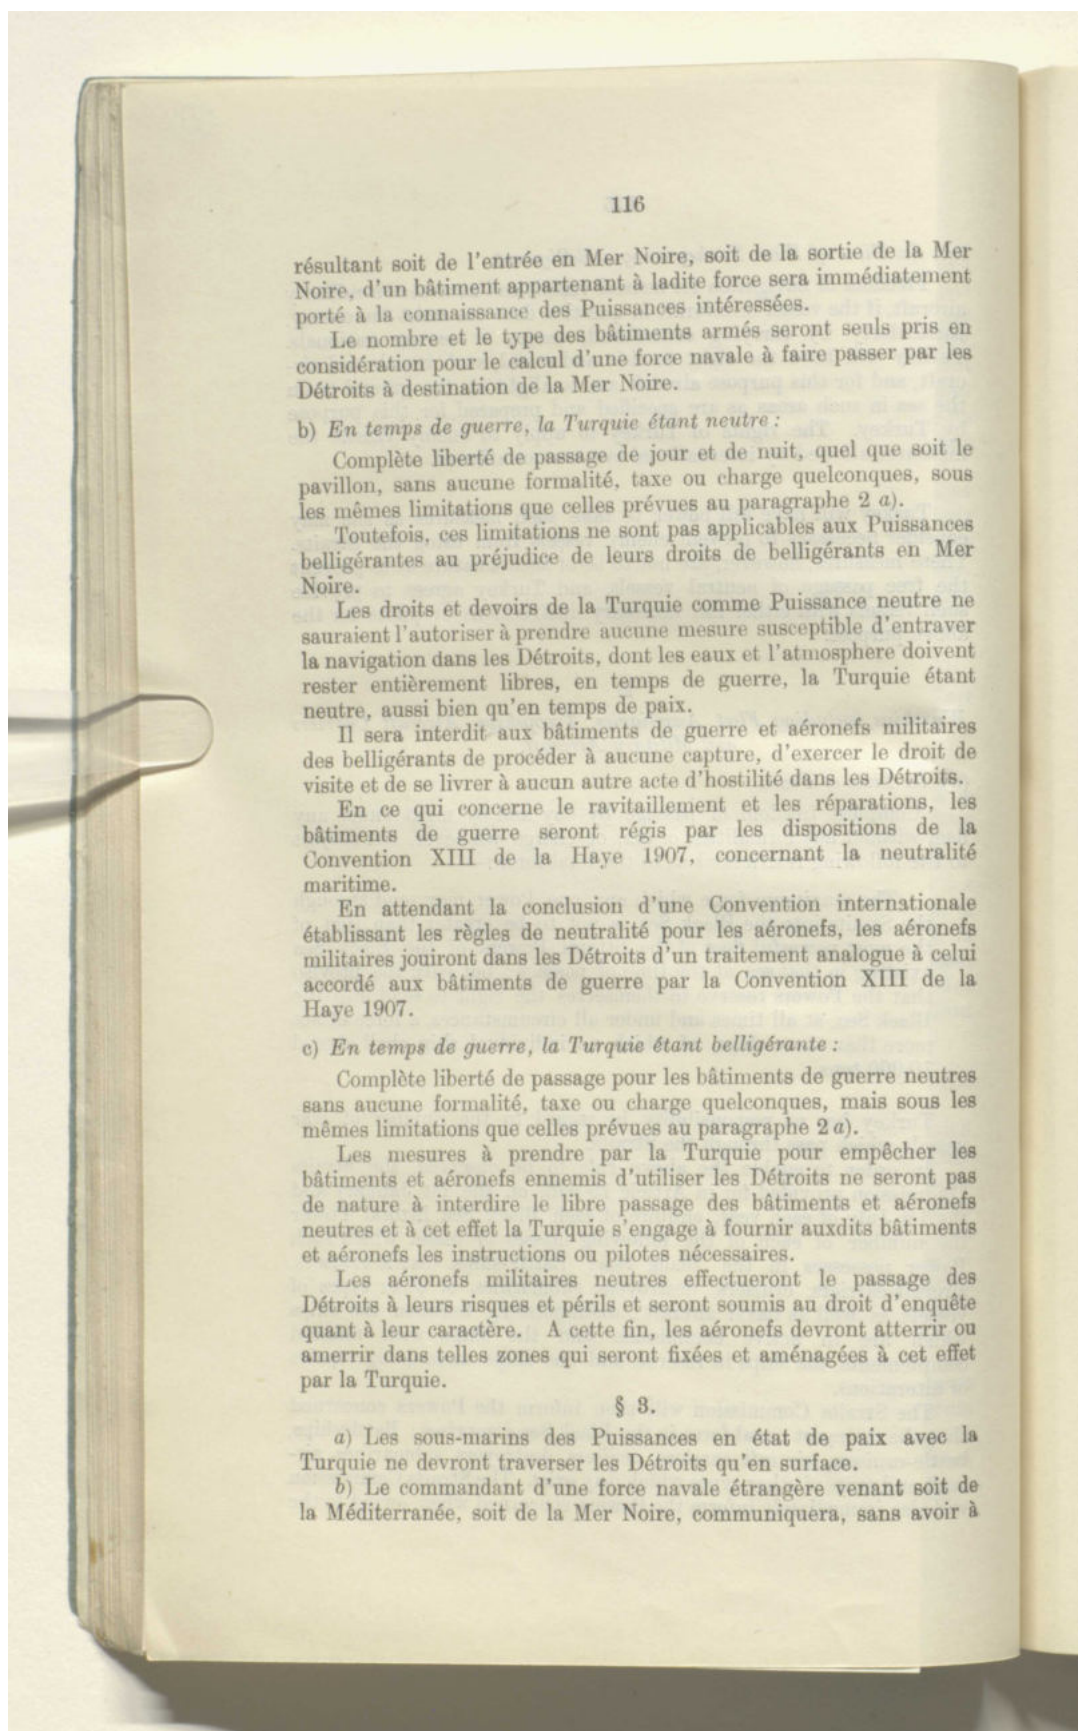 116
résultant soit de l'entrée en Mer Noire, soit de la sortie de la Mer
Noire, d'un bâtiment appartenant à ladite force sera immédiatement
porté à la connaissance des Puissances intéressées.
Le nombre et le type des bâtiments armés seront seuls pris en
considération pour le calcul d'une force navale à faire passer par les
Détroits à destination de la Mer Noire.
b) En temps de guerre, la Turquie étant neutre :
Complète liberté de passage de jour et de nuit, quel que soit le
pavillon, sans aucune formalité, taxe ou charge quelconques, sous
les mêmes limitations que celles prévues au paragraphe 2 a).
Toutefois, ces limitations ne sont pas applicables aux Puissances
belligérantes au préjudice de leurs droits de belligérants en Mer
Noire.
Les droits et devoirs de la Turquie comme Puissance neutre ne
sauraient l'autoriser à prendre aucune mesure susceptible d'entraver
la navigation dans les Détroits, dont les eaux et l'atmosphere doivent
rester entièrement libres, en temps de guerre, la Turquie étant
neutre, aussi bien qu'en temps de paix.
Il sera interdit aux bâtiments de guerre et aéronefs militaires
des belligérants de procéder à aucune capture, d'exercer le droit de
visite et de se livrer à aucun autre acte d'hostilité dans les Détroits.
En ce qui concerne le ravitaillement et les réparations, les
bâtiments de guerre seront régis par les dispositions de la
Convention XIII de la Haye 1907, concernant la neutralité
maritime.
En attendant la conclusion d'une Convention internationale
établissant les règles de neutralité pour les aéronefs, les aéronefs
militaires jouiront dans les Détroits d'un traitement analogue à celui
accordé aux bâtiments de guerre par la Convention XIII de la
Haye 1907.
c) En temps de guerre, la Turquie étant belligérante :
Complète liberté de passage pour les bâtiments de guerre neutres
sans aucune formalité, taxe ou charge quelconques, mais sous les
mêmes limitations que celles prévues au paragraphe 2 a).
Les mesures à prendre par la Turquie pour empêcher les
bâtiments et aéronefs ennemis d'utiliser les Détroits ne seront pas
de nature à interdire le libre passage des bâtiments et aéronefs
neutres et à cet effet la Turquie s'engage à fournir auxdits bâtiments
et aéronefs les instructions ou pilotes nécessaires.
Les aéronefs militaires neutres effectueront le passage des
Détroits à leurs risques et périls et seront soumis au droit d'enquête
quant à leur caractère. A cette fin, les aéronefs devront atterrir ou
amerrir dans telles zones qui seront fixées et aménagées à cet effet
par la Turquie.
§ 3.
a) Les sous-marins des Puissances en état de paix avec la
Turquie ne devront traverser les Détroits qu'en surface.
b) Le commandant d'une force navale étrangère venant soit de
la Méditerranée, soit de la Mer Noire, communiquera, sans avoir à